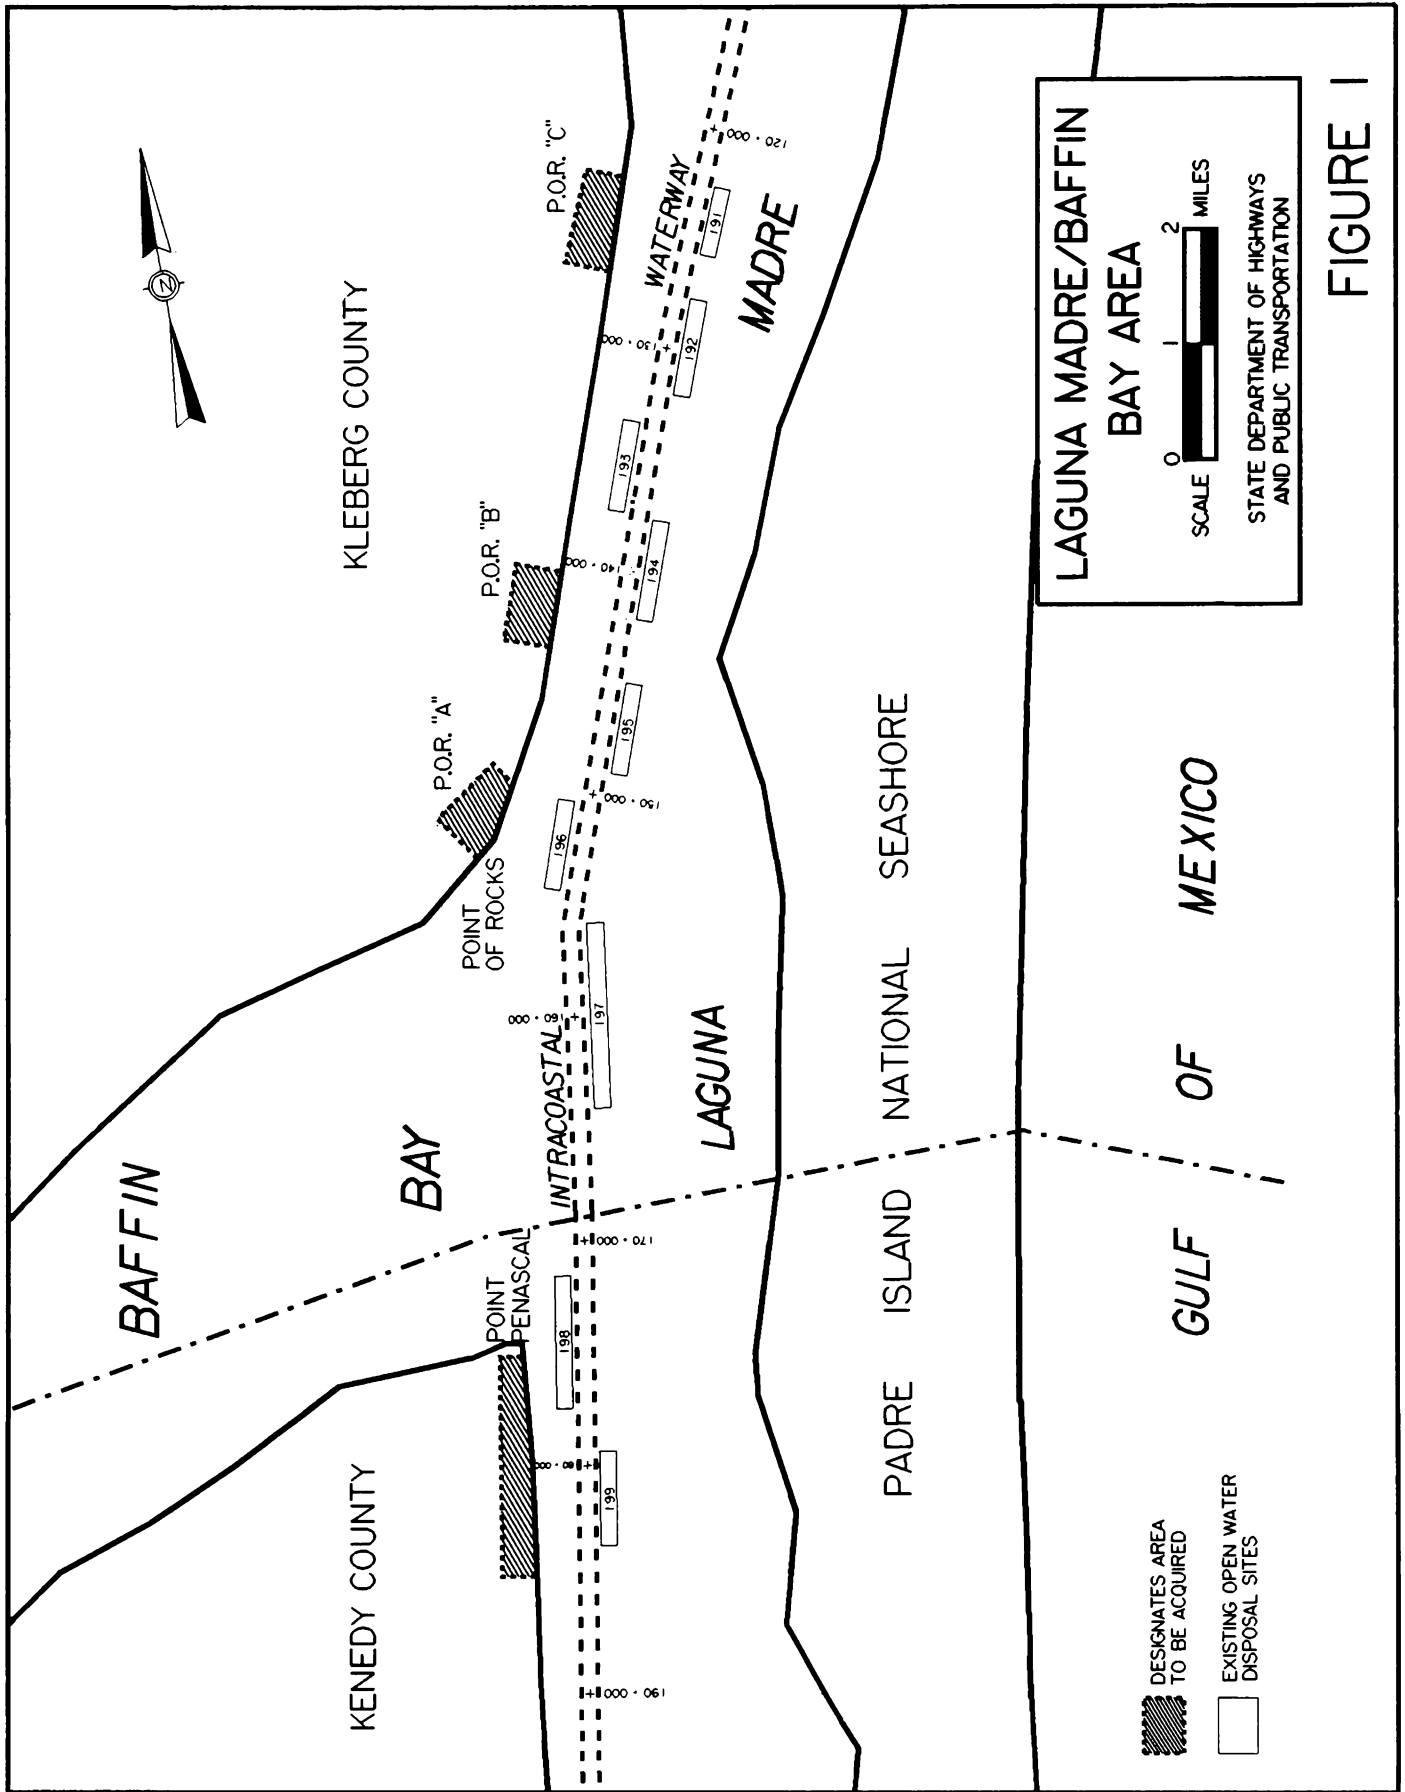 KENEDY COUNTY
KLEBERG COUNTY
BAFFIN
BAY
POINT
PENASCAL
POINT
OF ROCKS
P.O.R. "A"
P.O.R. "B"
P.O.R. "C"
INTRACOASTAL
WATERWAY
190+000
170+000
160+000
150+000
140+000
130+000
120+000
199
198
197
196
195
194
193
192
191
LAGUNA
MADRE
PADRE ISLAND NATIONAL SEASHORE
GULF OF MEXICO
DESIGNATES AREA
TO BE ACQUIRED
EXISTING OPEN WATER
DISPOSAL SITES
LAGUNA MADRE/BAFFIN
BAY AREA
0 1 2
SCALE MILES
STATE DEPARTMENT OF HIGHWAYS
AND PUBLIC TRANSPORTATION
FIGURE 1
N